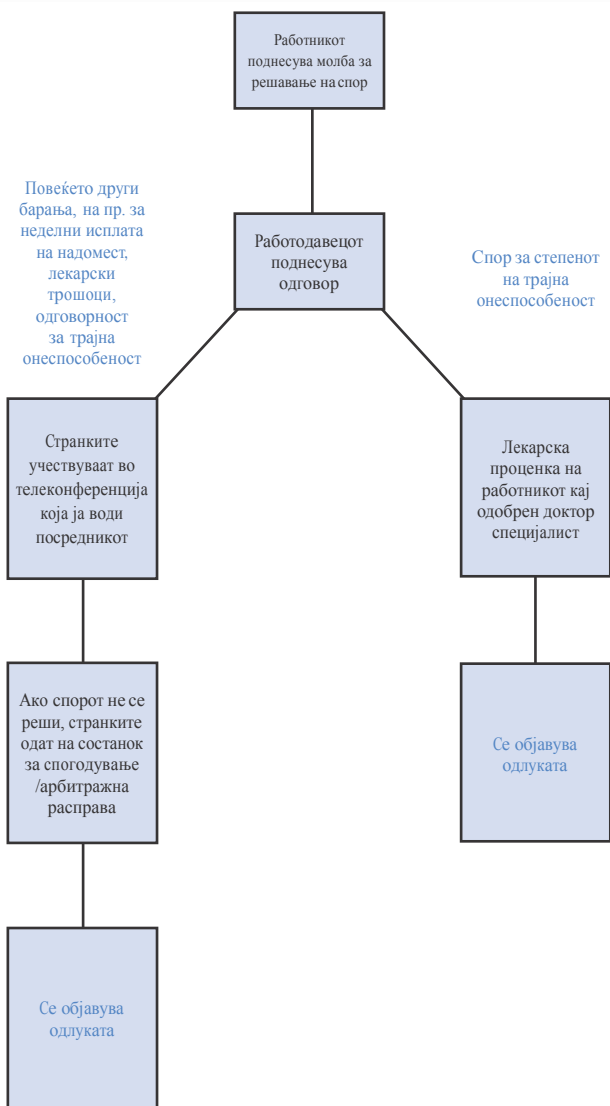 Работникот
поднесува молба за
решавање на спор
Повеќето други
барања, на пр. за
неделни исплата
на надомест,
лекарски
трошоци,
одговорност
за трајна
онеспособеност
Работодавецот
поднесува
одговор
Спор за степенот
на трајна
онеспособеност
Странките
учествуваат во
телеконференција
која ја води
посредникот
Лекарска
проценка на
работникот кај
одобрен доктор
специјалист
Ако спорот не се
реши, странките
одат на состанок
за спогодување
/арбитражна
расправа
Се објавува
одлуката
Се објавува
одлуката